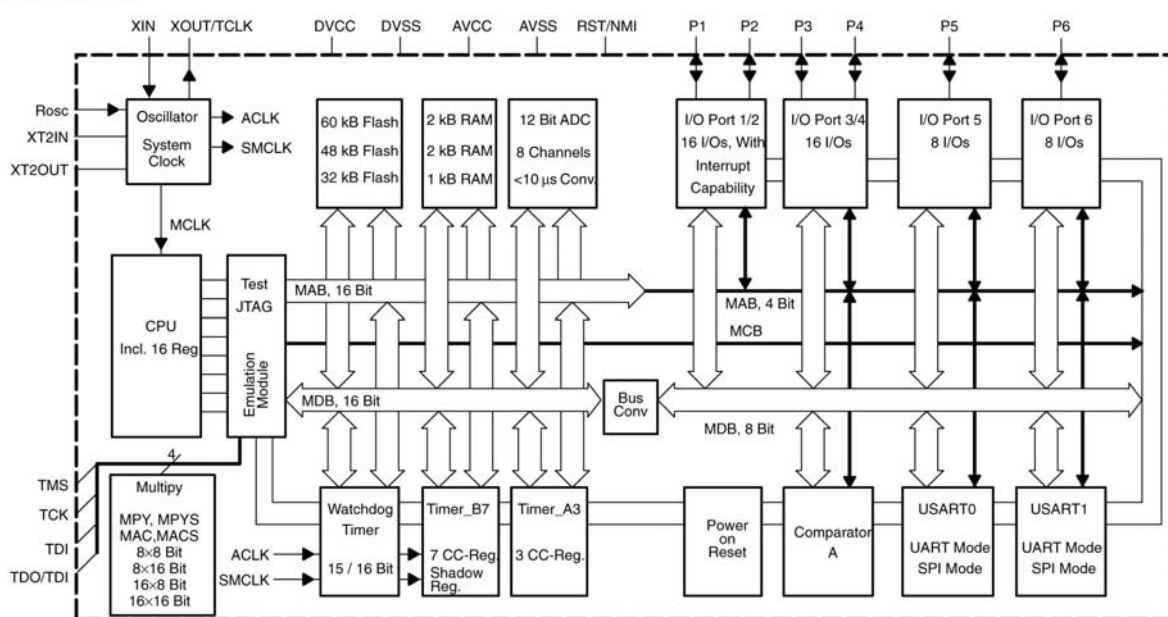 XIN XOUT/TCLK DVCC DVSS AVCC AVSS RST/NMI P1 P2 P3 P4 P5 P6
Rosc
XT2IN
XT2OUT
Oscillator
System
Clock
ACLK
SMCLK
MCLK
60 kB Flash
48 kB Flash
32 kB Flash
2 kB RAM
2 kB RAM
1 kB RAM
12 Bit ADC
8 Channels
<10 μs Conv.
I/O Port 1/2
16 I/Os, With
Interrupt
Capability
I/O Port 3/4
16 I/Os
I/O Port 5
8 I/Os
I/O Port 6
8 I/Os
CPU
Incl. 16 Reg.
Test
JTAG
Emulation
Module
MAB, 16 Bit
MAB, 4 Bit
MCB
MDB, 16 Bit
Bus
Conv
MDB, 8 Bit
TMS
TCK
TDI
TDO/TDI
4
Multipy
MPY, MPYS
MAC,MACS
8×8 Bit
8×16 Bit
16×8 Bit
16×16 Bit
ACLK
SMCLK
Watchdog
Timer
15 / 16 Bit
Timer_B7
7 CC-Reg.
Shadow
Reg.
Timer_A3
3 CC-Reg.
Power
on
Reset
Comparator
A
USART0
UART Mode
SPI Mode
USART1
UART Mode
SPI Mode